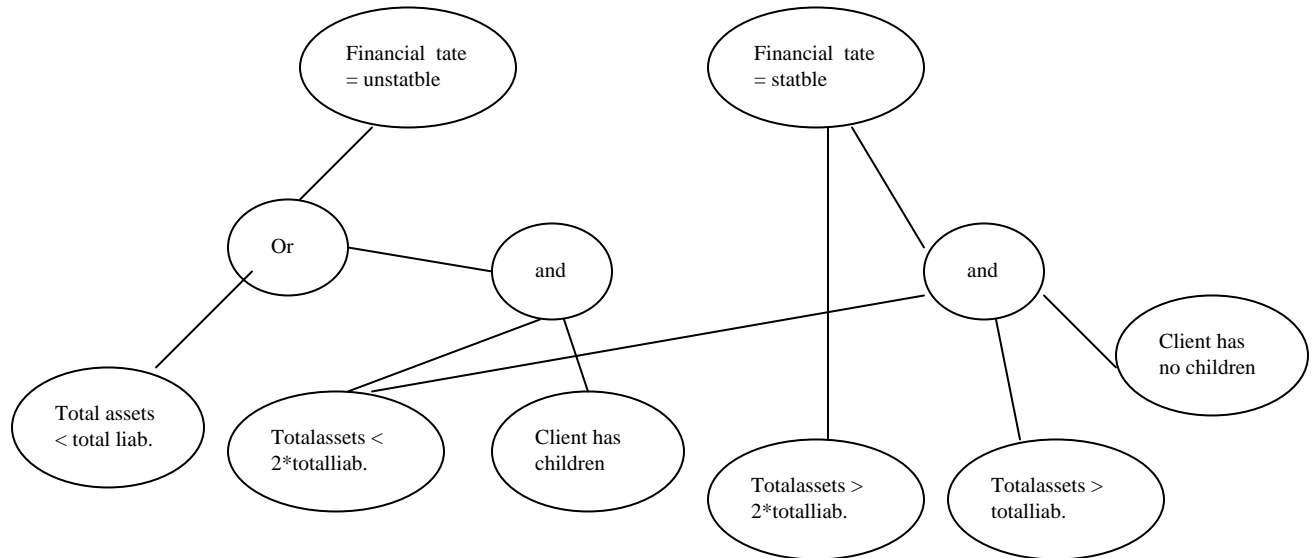 Financial tate
= unstatble
Financial tate
= statble
Or
and
and
Client has
no children
Total assets
< total liab.
Totalassets <
2*totalliab.
Client has
children
Totalassets >
2*totalliab.
Totalassets >
totalliab.